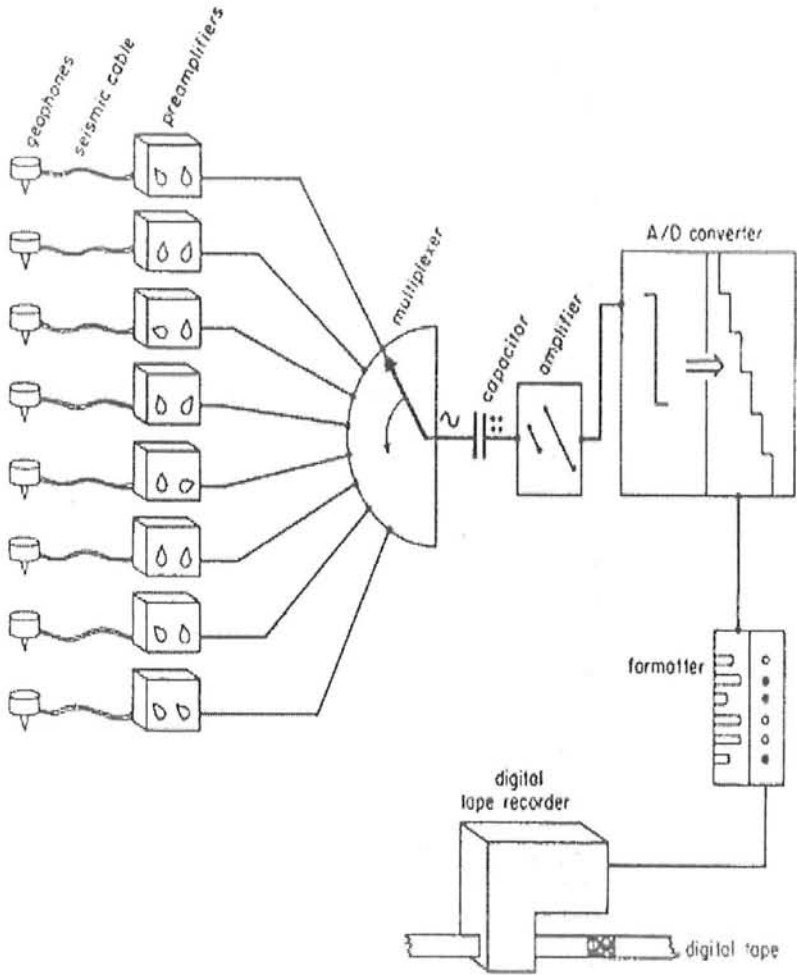 geophones
seismic cable
preamplifiers
multiplexer
capacitor
amplifier
A/D converter
formatter
digital
tape recorder
digital tape